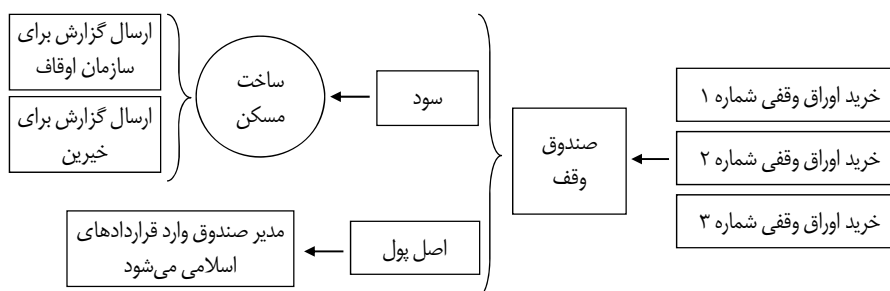 خرید اوراق وقفی شماره ۱
خرید اوراق وقفی شماره ۲
خرید اوراق وقفی شماره ۳
صندوق
وقف
سود
ساخت
مسکن
ارسال گزارش برای
سازمان اوقاف
ارسال گزارش برای
خیرین
اصل پول
مدیر صندوق وارد قراردادهای
اسلامی می‌شود